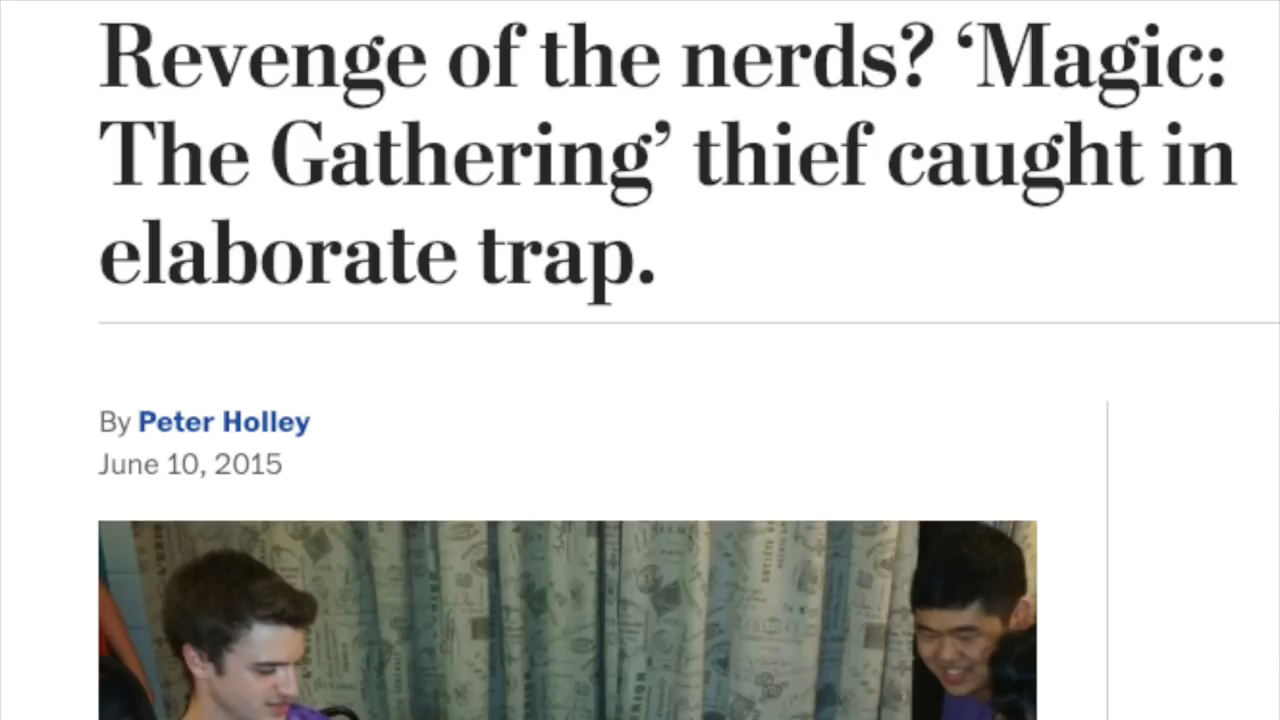 Revenge of the nerds? ‘Magic:
The Gathering’ thief caught in
elaborate trap.
By Peter Holley
June 10, 2015